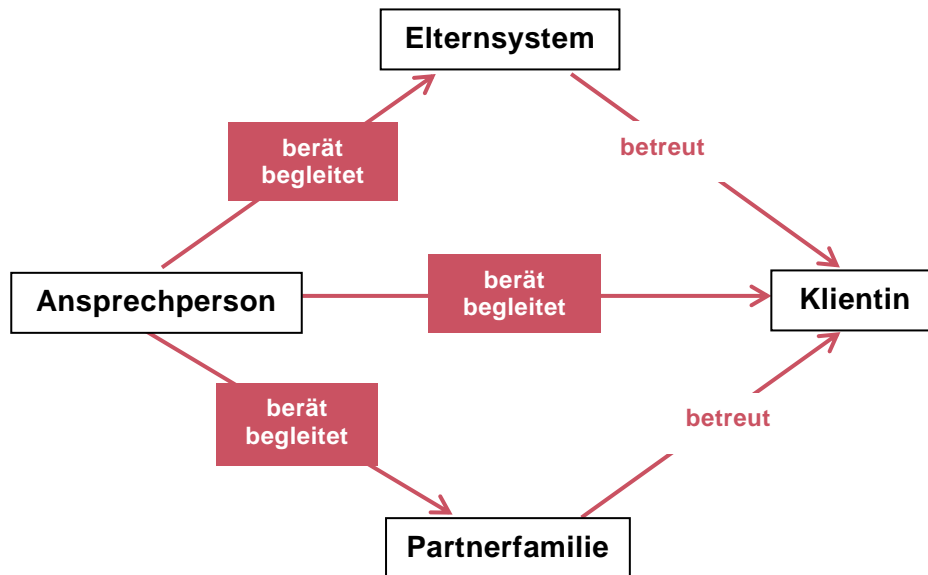 Elternsystem
berät
begleitet
betreut
Ansprechperson
berät
begleitet
Klientin
berät
begleitet
betreut
Partnerfamilie